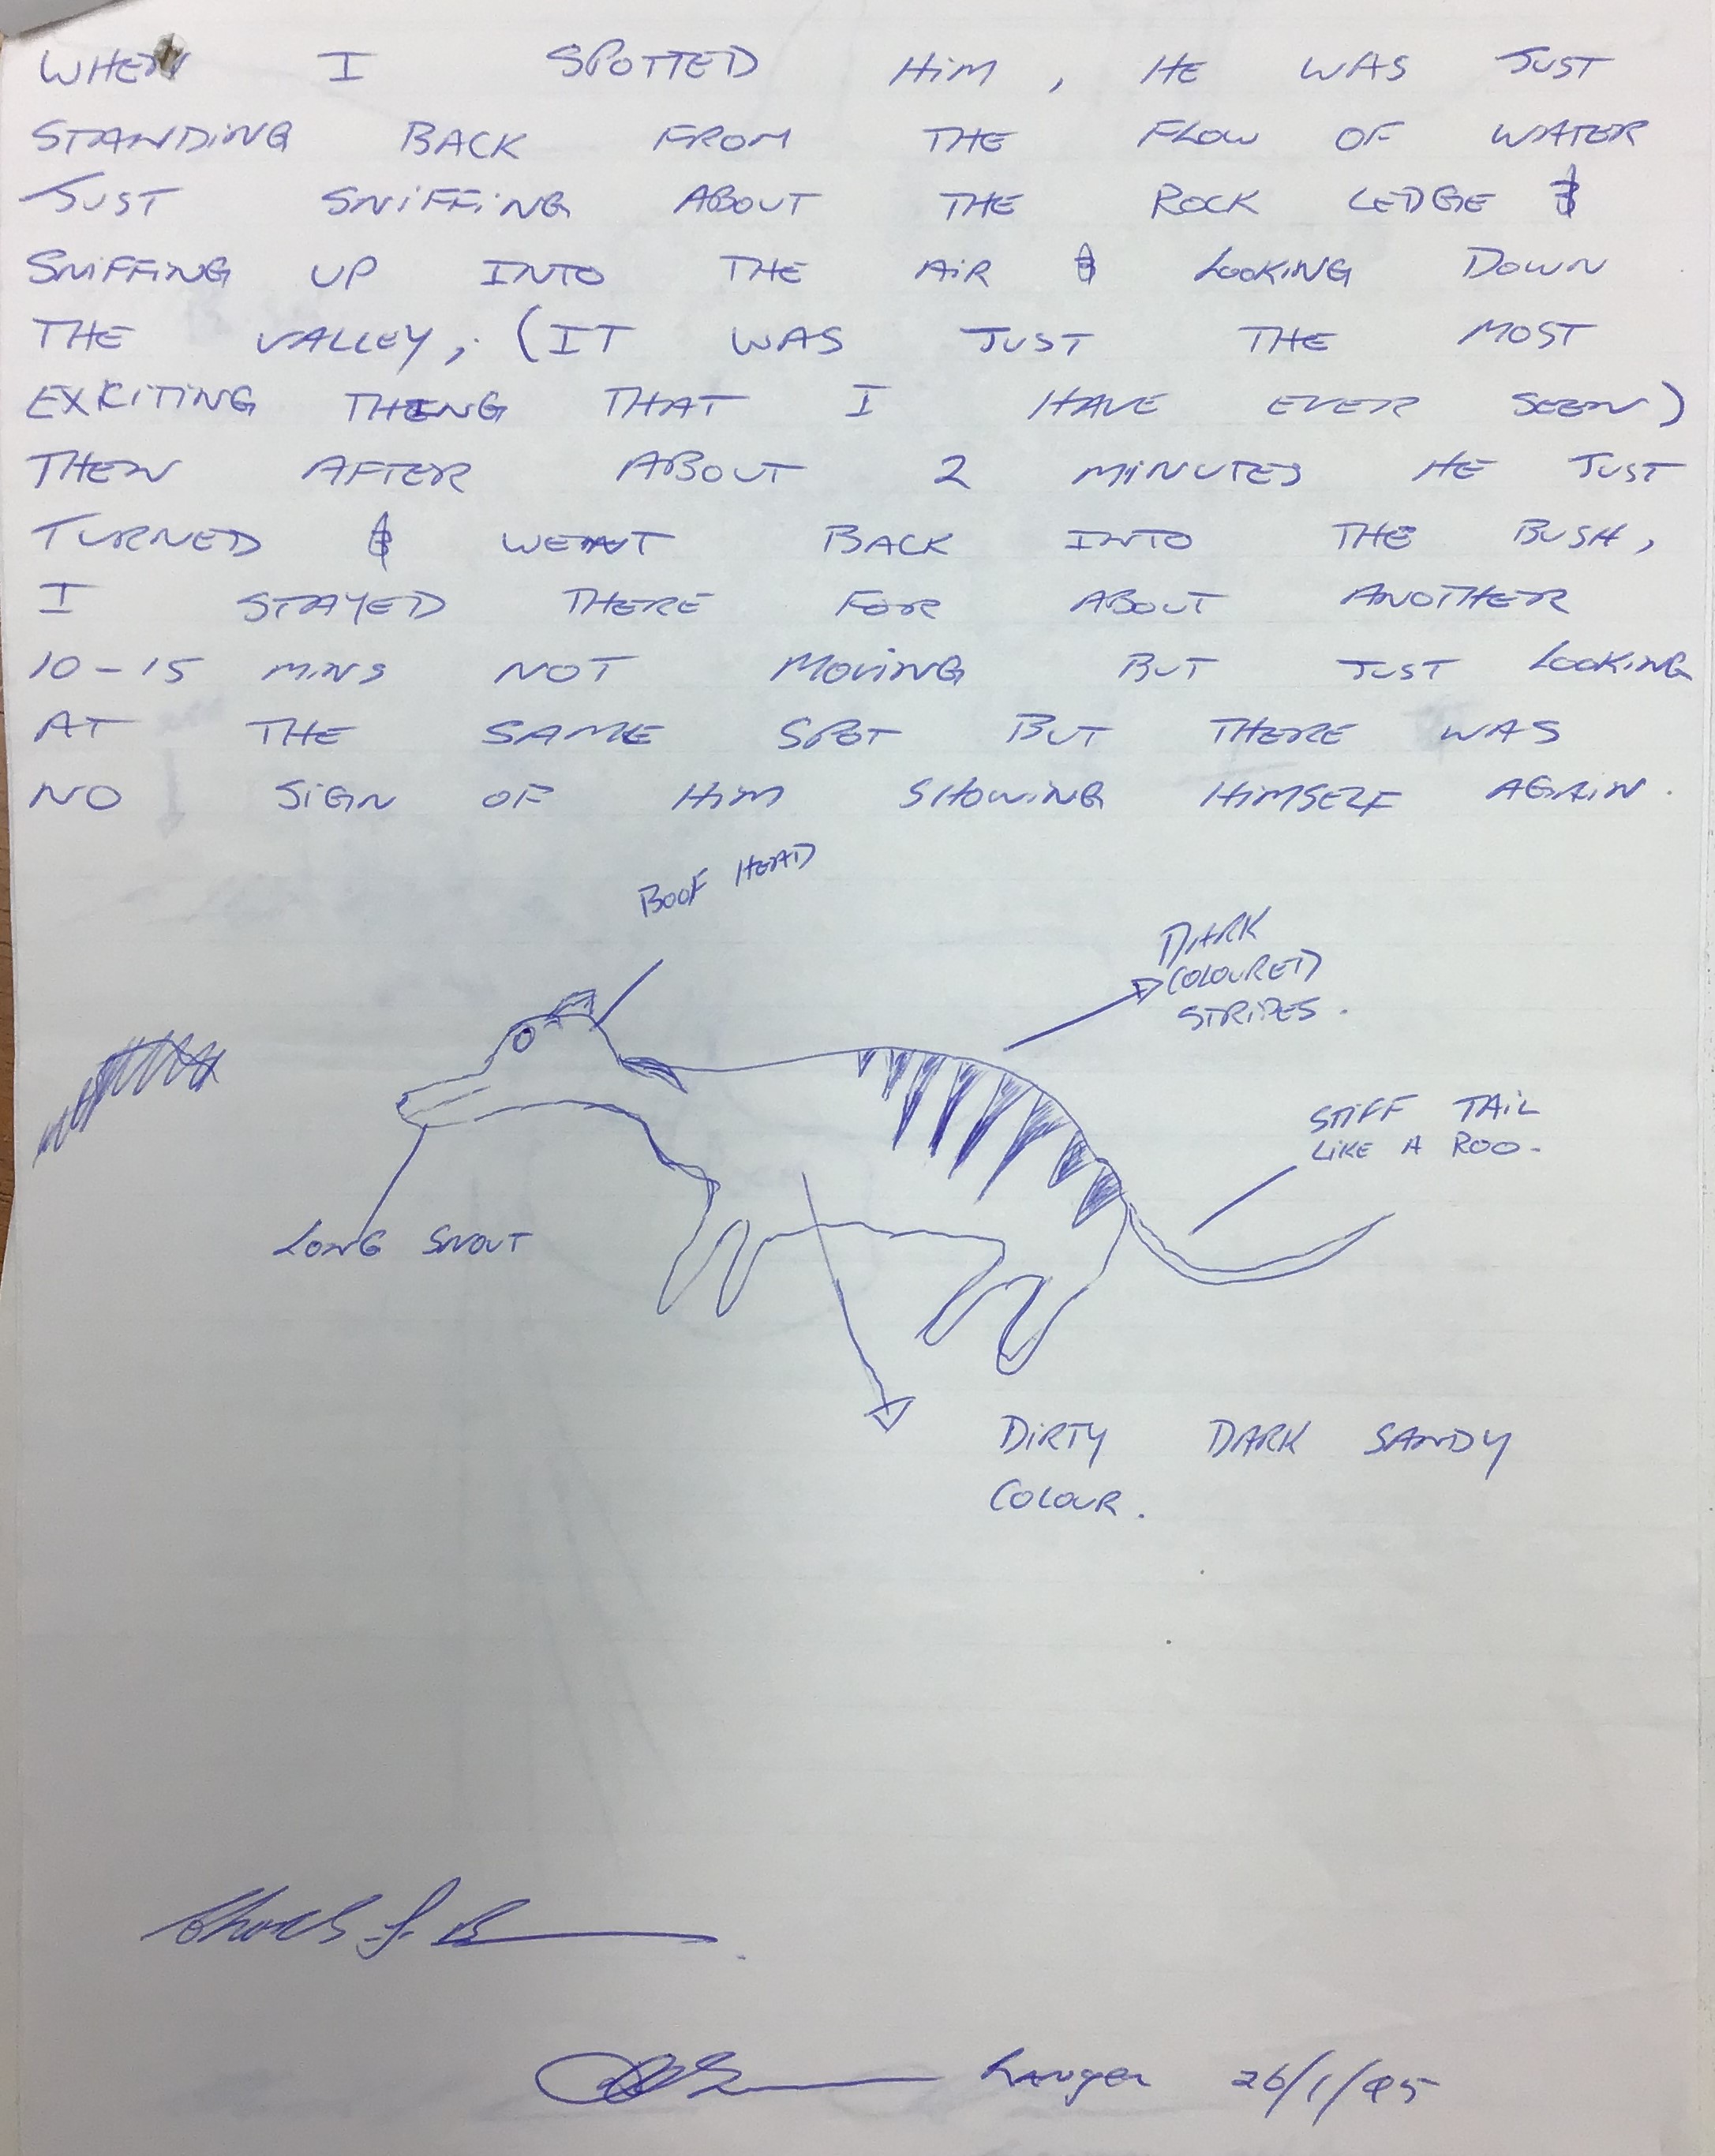 WHEN I SPOTTED HIM, HE WAS JUST
STANDING BACK FROM THE FLOW OF WATER
JUST SNIFFING ABOUT THE ROCK LEDGE &
SNIFFING UP INTO THE AIR & LOOKING DOWN
THE VALLEY, (IT WAS JUST THE MOST
EXCITING THING THAT I HAVE EVER SEEN)
THEN AFTER ABOUT 2 MINUTES HE JUST
TURNED & WENT BACK INTO THE BUSH,
I STAYED THERE FOR ABOUT ANOTHER
10-15 MINS NOT MOVING BUT JUST LOOKING
AT THE SAME SPOT BUT THERE WAS
NO SIGN OF HIM SHOWING HIMSELF AGAIN.
BOOF HEAD
DARK
COLOURED
STRIPES.
STIFF TAIL
LIKE A ROO.
LONG SNOUT
DIRTY DARK SANDY
COLOUR.
Ranger 26/1/95